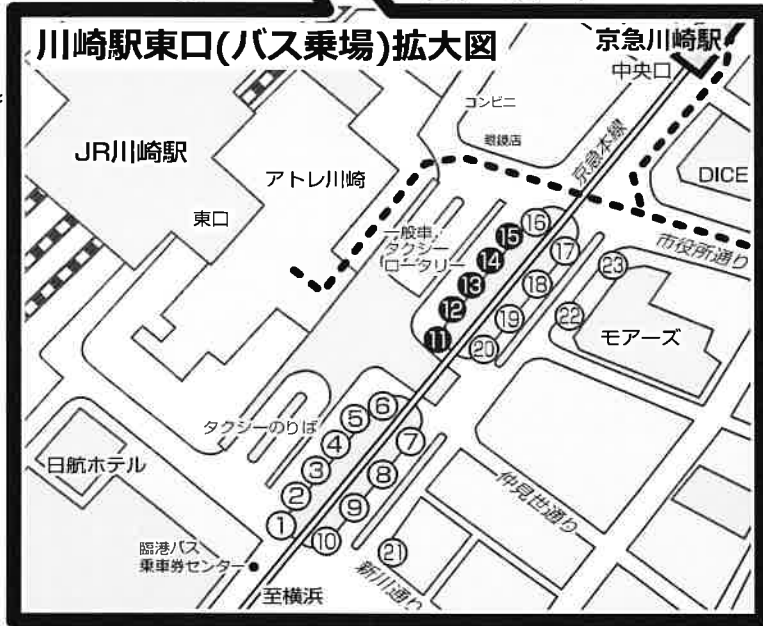 川崎駅東口(バス乗場)拡大図
京急川崎駅
中央口
コンビニ
眼鏡店
京急本線
JR川崎駅
アトレ川崎
東口
DICE
市役所通り
一般車・
タクシー
ロータリー
⑯
⑮
⑭
⑬
⑫
⑪
⑰
⑱
⑲
⑳
㉓
㉒
モアーズ
タクシーのりば
⑥
⑤
④
③
②
①
⑦
⑧
⑨
⑩
日航ホテル
仲見世通り
臨港バス
乗車券センター
㉑
新川通り
至横浜